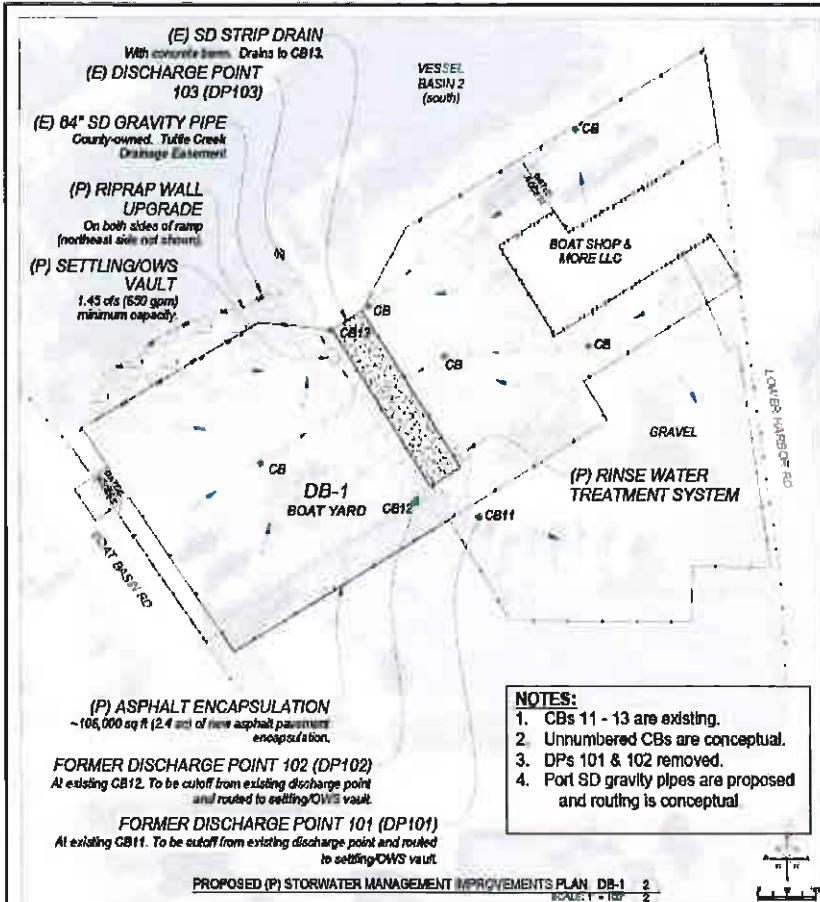 (E) SD STRIP DRAIN
With concrete berm. Drains to CB13.
(E) DISCHARGE POINT
103 (DP103)
(E) 84" SD GRAVITY PIPE
County-owned. Tuttle Creek
Drainage Easement
(P) RIPRAP WALL
UPGRADE
On both sides of ramp
(northeast side not shown).
(P) SETTLING/OWS
VAULT
1.45 cfs (650 gpm)
minimum capacity.
VESSEL
BASIN 2
(south)
CB
BOAT SHOP &
MORE LLC
CB
CB13
CB
CB
LOWER HARBOR RD
GRAVEL
(P) RINSE WATER
TREATMENT SYSTEM
CB
DB-1
BOAT YARD
CB12
CB11
BOAT BASIN RD
(P) ASPHALT ENCAPSULATION
~106,000 sq ft (2.4 ac) of new asphalt pavement
encapsulation.
FORMER DISCHARGE POINT 102 (DP102)
At existing CB12. To be cutoff from existing discharge point
and routed to settling/OWS vault.
FORMER DISCHARGE POINT 101 (DP101)
At existing CB11. To be cutoff from existing discharge point and routed
to settling/OWS vault.
NOTES:
1. CBs 11 - 13 are existing.
2. Unnumbered CBs are conceptual.
3. DPs 101 & 102 removed.
4. Port SD gravity pipes are proposed
and routing is conceptual
PROPOSED (P) STORWATER MANAGEMENT IMPROVEMENTS PLAN DB-1 2
SCALE: 1" = 100' 2